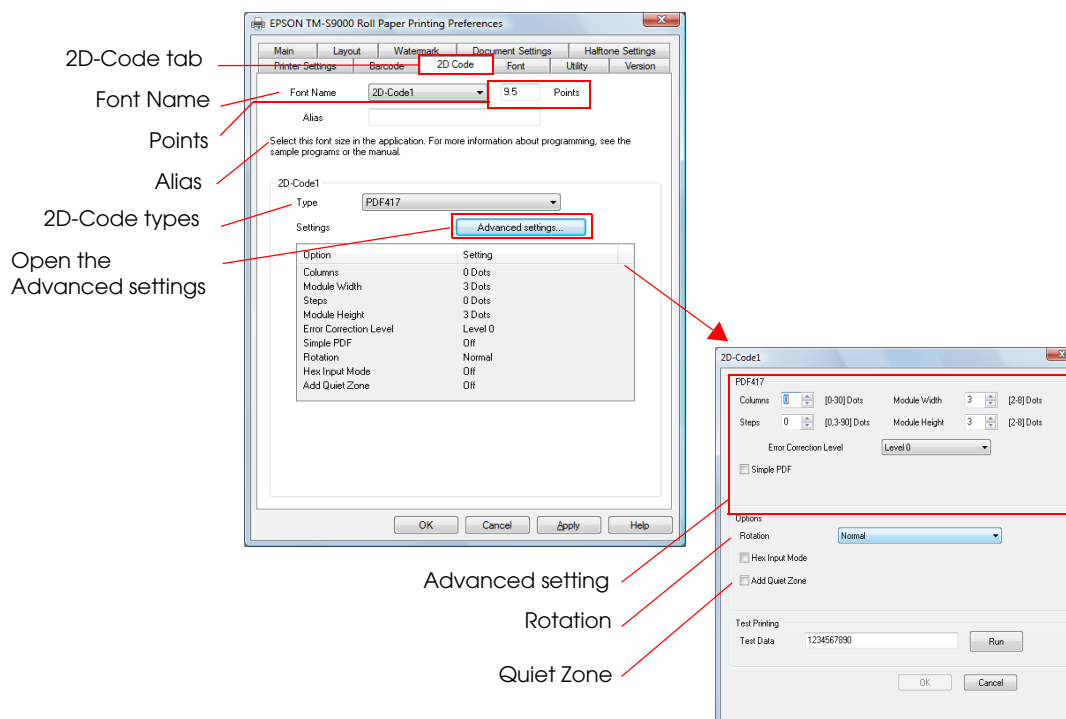 EPSON TM-S9000 Roll Paper Printing Preferences
Main Layout Watermark Document Settings Halftone Settings
Printer Settings Barcode 2D Code Font Utility Version
2D-Code tab
Font Name 2D-Code1 9.5 Points
Font Name
Alias
Points
Select this font size in the application. For more information about programming, see the
sample programs or the manual.
Alias
2D-Code1
Type PDF417
2D-Code types
Settings Advanced settings...
Open the
Advanced settings
Option Setting
Columns 0 Dots
Module Width 3 Dots
Steps 0 Dots
Module Height 3 Dots
Error Correction Level Level 0
Simple PDF Off
Rotation Normal
Hex Input Mode Off
Add Quiet Zone Off
OK Cancel Apply Help
2D-Code1
PDF417
Columns 0 [0-30] Dots Module Width 3 [2-8] Dots
Steps 0 [0,3-90] Dots Module Height 3 [2-8] Dots
Error Correction Level Level 0
Simple PDF
Options
Rotation Normal
Hex Input Mode
Add Quiet Zone
Advanced setting
Rotation
Quiet Zone
Test Printing
Test Data 1234567890 Run
OK Cancel